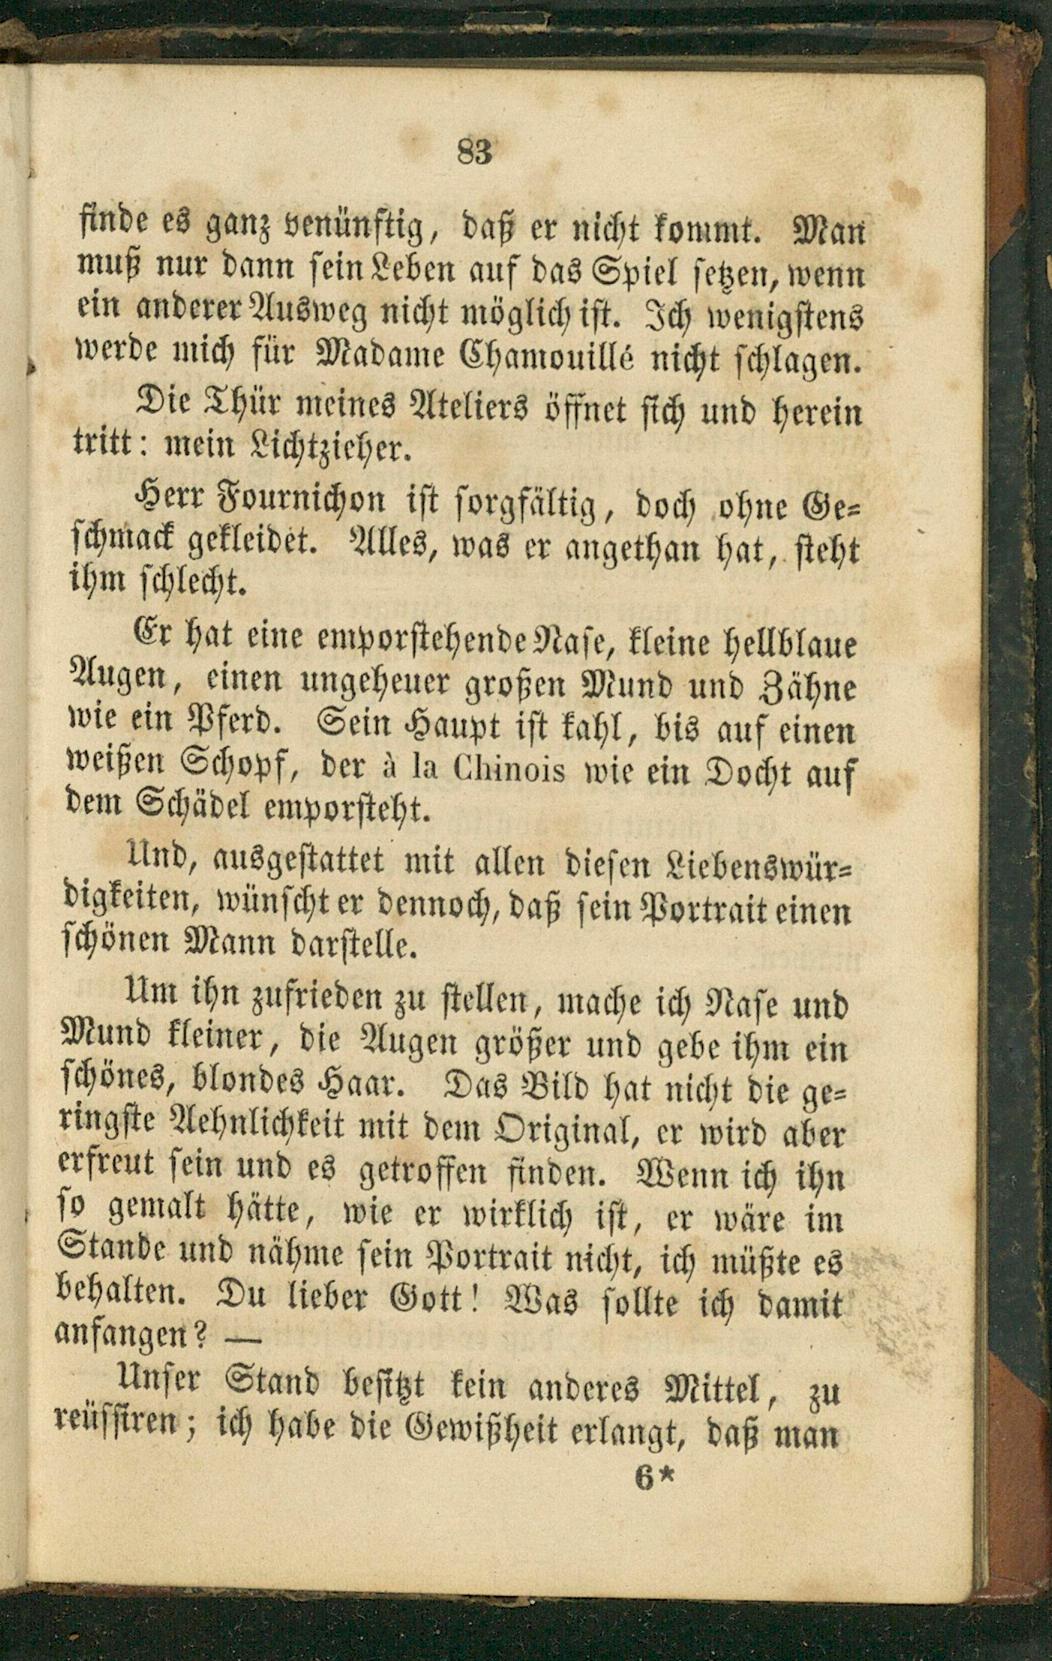 83
finde es ganz venünftig, daß er nicht kommt. Man
muß nur dann sein Leben auf das Spiel setzen, wenn
ein anderer Ausweg nicht möglich ist. Ich wenigstens
werde mich für Madame Chamouillé nicht schlagen.
Die Thür meines Ateliers öffnet sich und herein
tritt: mein Lichtzieher.
Herr Fournichon ist sorgfältig, doch ohne Ge-
schmack gekleidet. Alles, was er angethan hat, steht
ihm schlecht.
Er hat eine emporstehende Nase, kleine hellblaue
Augen, einen ungeheuer großen Mund und Zähne
wie ein Pferd. Sein Haupt ist kahl, bis auf einen
weißen Schopf, der à la Chinois wie ein Docht auf
dem Schädel emporsteht.
Und, ausgestattet mit allen diesen Liebenswür-
digkeiten, wünscht er dennoch, daß sein Portrait einen
schönen Mann darstelle.
Um ihn zufrieden zu stellen, mache ich Nase und
Mund kleiner, die Augen größer und gebe ihm ein
schönes, blondes Haar. Das Bild hat nicht die ge-
ringste Aehnlichkeit mit dem Original, er wird aber
erfreut sein und es getroffen finden. Wenn ich ihn
so gemalt hätte, wie er wirklich ist, er wäre im
Stande und nähme sein Portrait nicht, ich müßte es
behalten. Du lieber Gott! Was sollte ich damit
anfangen? —
Unser Stand besitzt kein anderes Mittel, zu
reüssiren; ich habe die Gewißheit erlangt, daß man
6*